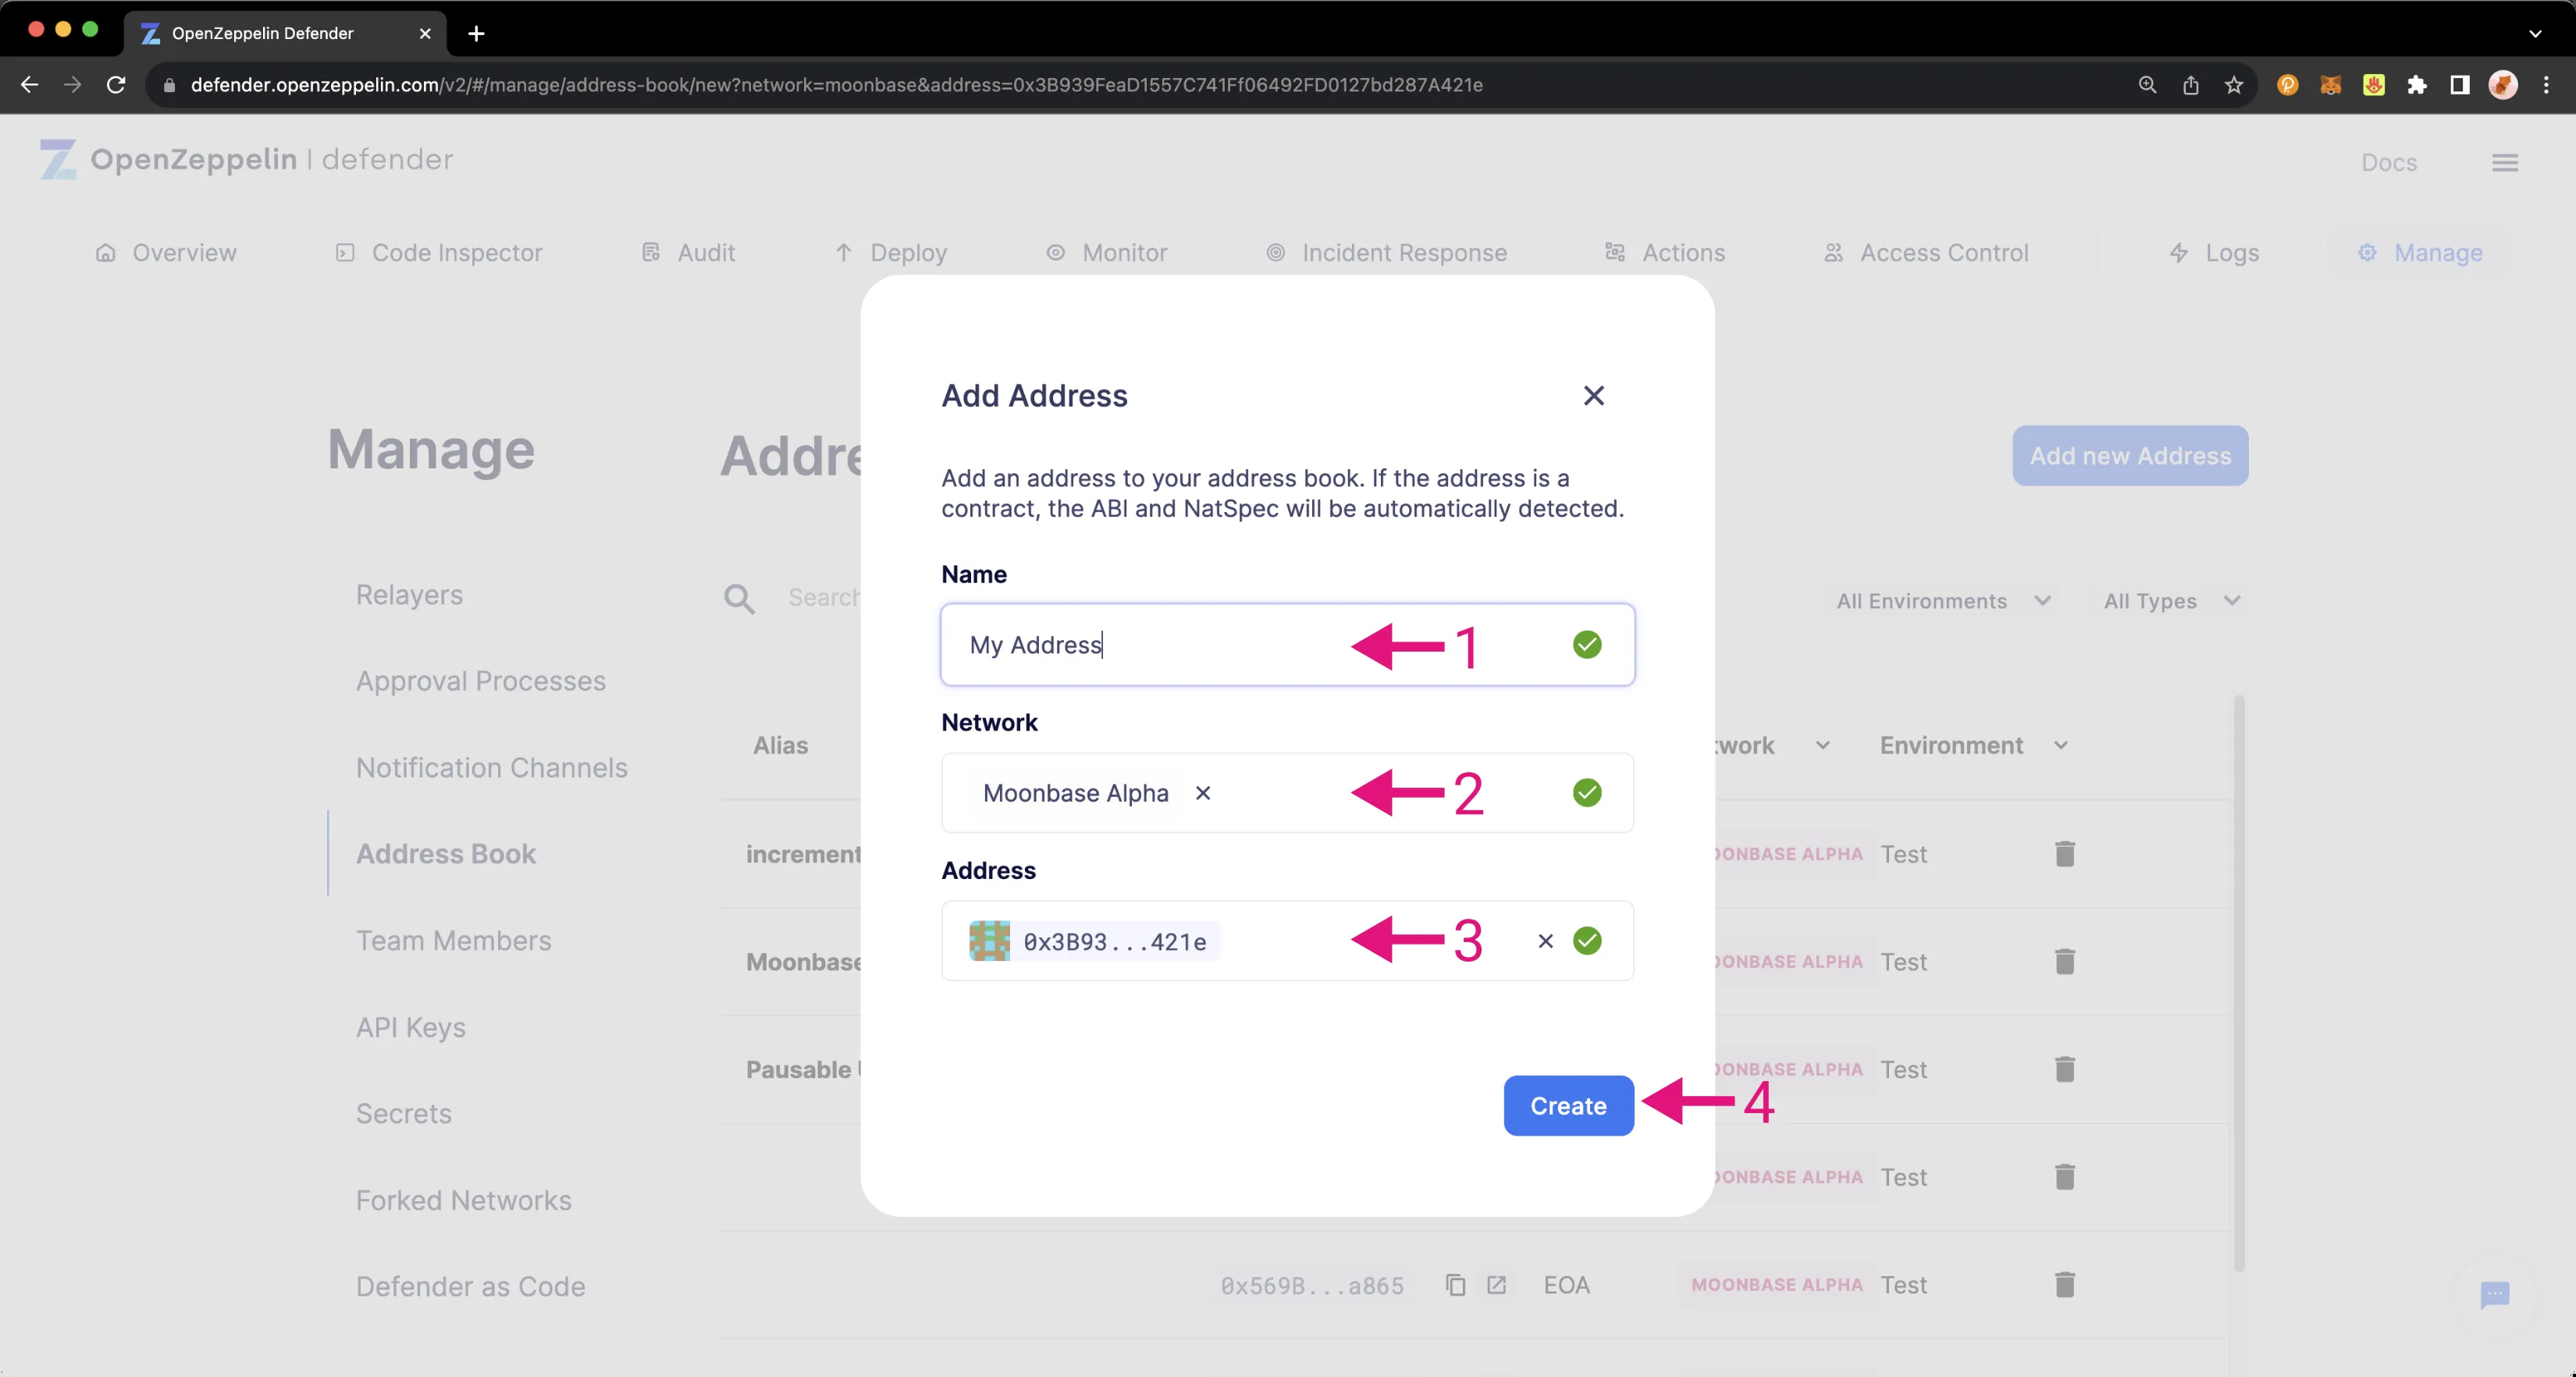 OpenZeppelin Defender
defender.openzeppelin.com/v2/#/manage/address-book/new?network=moonbase&address=0x3B939FeaD1557C741Ff06492FD0127bd287A421e
OpenZeppelin | defender
Docs
Overview
Code Inspector
Audit
Deploy
Monitor
Incident Response
Actions
Access Control
Logs
Manage
Manage
Relayers
Approval Processes
Notification Channels
Address Book
Team Members
API Keys
Secrets
Forked Networks
Defender as Code
Addre
Add new Address
Search
All Environments
All Types
Alias
twork
Environment
increment
OONBASE ALPHA
Test
Moonbase
OONBASE ALPHA
Test
Pausable
OONBASE ALPHA
Test
OONBASE ALPHA
Test
0x569B...a865
EOA
MOONBASE ALPHA
Test
Add Address
Add an address to your address book. If the address is a
contract, the ABI and NatSpec will be automatically detected.
Name
My Address
1
Network
Moonbase Alpha
2
Address
0x3B93...421e
3
Create
4